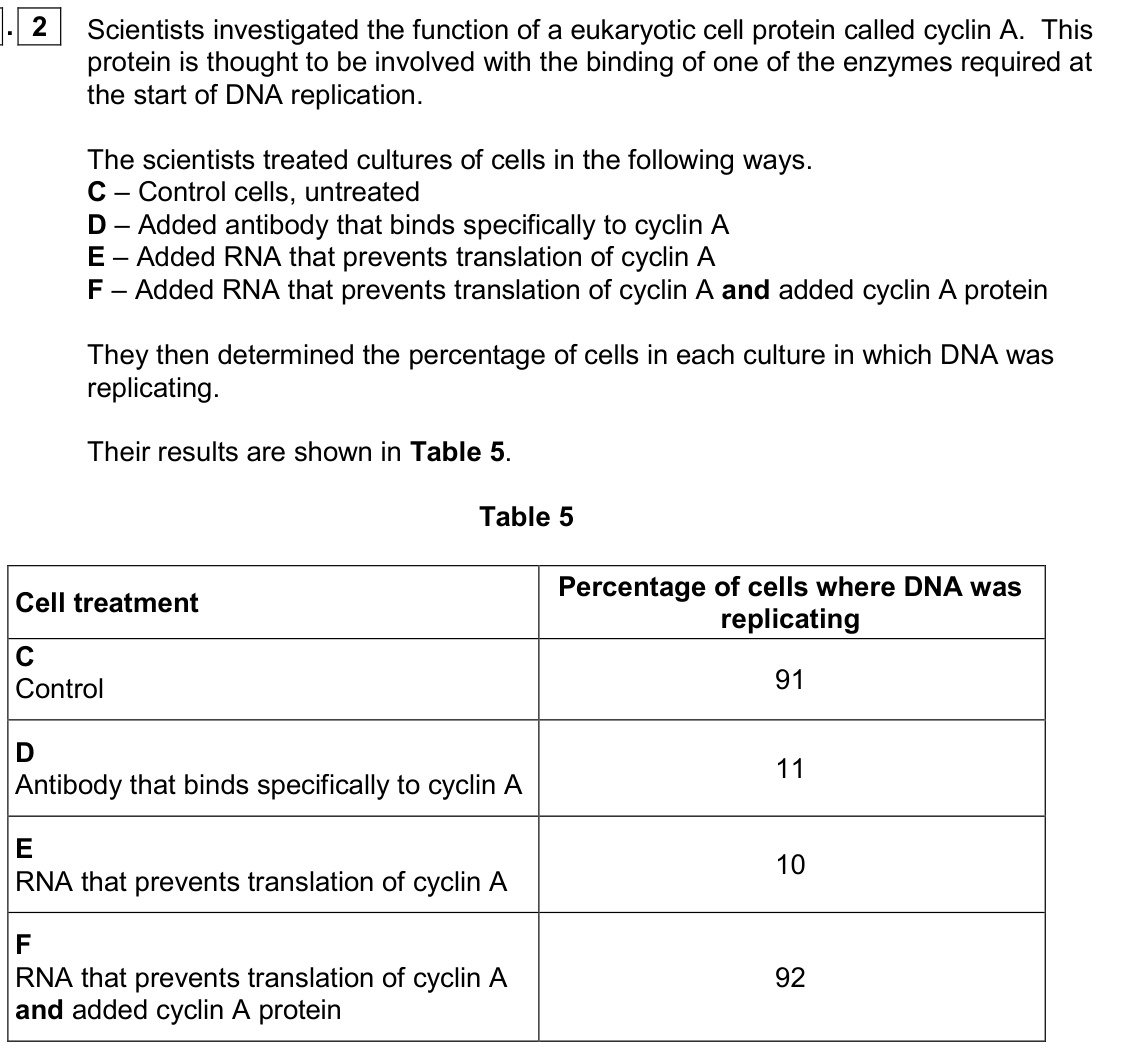 . 2 Scientists investigated the function of a eukaryotic cell protein called cyclin A. This
protein is thought to be involved with the binding of one of the enzymes required at
the start of DNA replication.
The scientists treated cultures of cells in the following ways.
C – Control cells, untreated
D – Added antibody that binds specifically to cyclin A
E – Added RNA that prevents translation of cyclin A
F – Added RNA that prevents translation of cyclin A and added cyclin A protein
They then determined the percentage of cells in each culture in which DNA was
replicating.
Their results are shown in Table 5.
Table 5
Cell treatment
Percentage of cells where DNA was
replicating
C
Control
91
D
Antibody that binds specifically to cyclin A
11
E
RNA that prevents translation of cyclin A
10
F
RNA that prevents translation of cyclin A
and added cyclin A protein
92